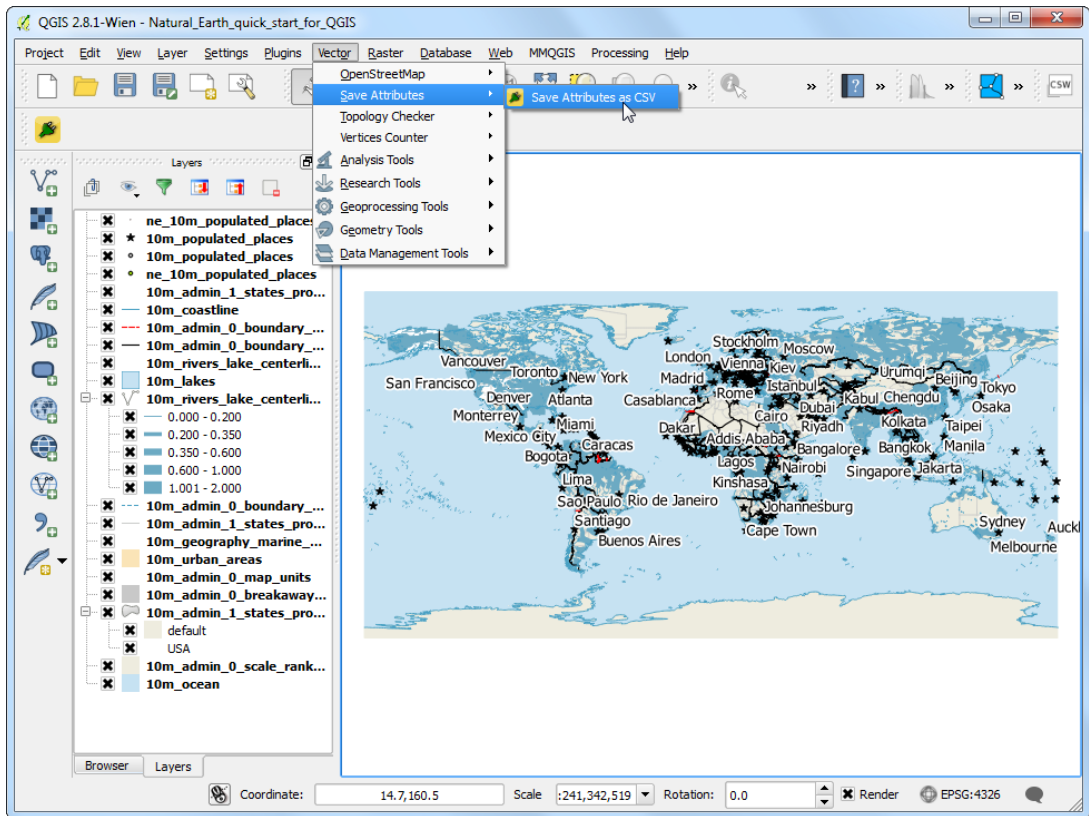 QGIS 2.8.1-Wien - Natural_Earth_quick_start_for_QGIS
Project Edit View Layer Settings Plugins Vector Raster Database Web MMQGIS Processing Help
OpenStreetMap
Save Attributes
Save Attributes as CSV
Topology Checker
Vertices Counter
Analysis Tools
Research Tools
Geoprocessing Tools
Geometry Tools
Data Management Tools
» » » » » CSW
Layers
ne_10m_populated_places
10m_populated_places
10m_populated_places
ne_10m_populated_places
10m_admin_1_states_pro...
10m_coastline
10m_admin_0_boundary_...
10m_admin_0_boundary_...
10m_rivers_lake_centerli...
10m_lakes
10m_rivers_lake_centerli...
0.000 - 0.200
0.200 - 0.350
0.350 - 0.600
0.600 - 1.000
1.001 - 2.000
10m_admin_0_boundary_...
10m_admin_1_states_pro...
10m_geography_marine_...
10m_urban_areas
10m_admin_0_map_units
10m_admin_0_breakaway...
10m_admin_1_states_pro...
default
USA
10m_admin_0_scale_rank...
10m_ocean
Browser Layers
Stockholm Moscow
Vancouver London Vienna Kiev Urumqi Beijing
San Francisco Toronto New York Madrid Istanbul Tokyo
Denver Atlanta Casablanca Rome Dubai Kabul Chengdu Osaka
Monterrey Miami Dakar Cairo Riyadh Kolkata Taipei
Mexico City Caracas Addis Ababa Bangalore Bangkok Manila
Bogota Lagos Nairobi Singapore Jakarta
Lima Kinshasa
Sao Paulo Rio de Janeiro Johannesburg
Santiago Cape Town Sydney Auckl
Buenos Aires Melbourne
Coordinate: 14.7,160.5 Scale :241,342,519 Rotation: 0.0 Render EPSG:4326